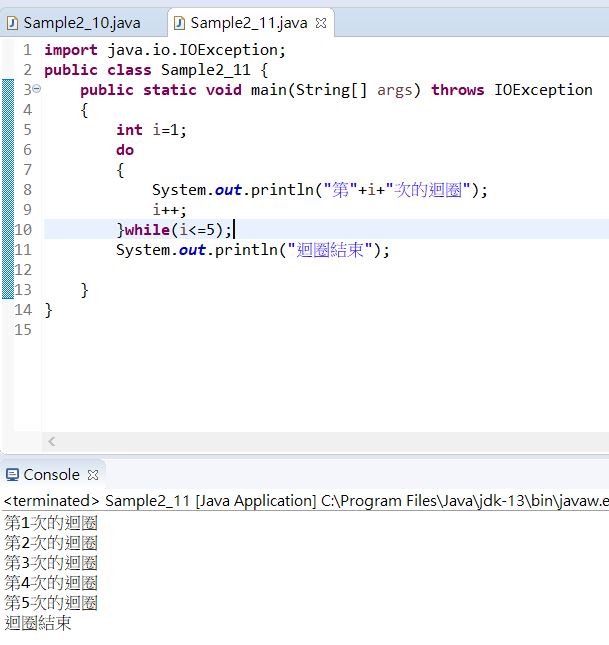 Sample2_10.java Sample2_11.java
1 import java.io.IOException;
2 public class Sample2_11 {
3 public static void main(String[] args) throws IOException
4 {
5 int i=1;
6 do
7 {
8 System.out.println("第"+i+"次的迴圈");
9 i++;
10 }while(i<=5);
11 System.out.println("迴圈結束");
12
13 }
14 }
15
Console
<terminated> Sample2_11 [Java Application] C:\Program Files\Java\jdk-13\bin\javaw.e
第1次的迴圈
第2次的迴圈
第3次的迴圈
第4次的迴圈
第5次的迴圈
迴圈結束